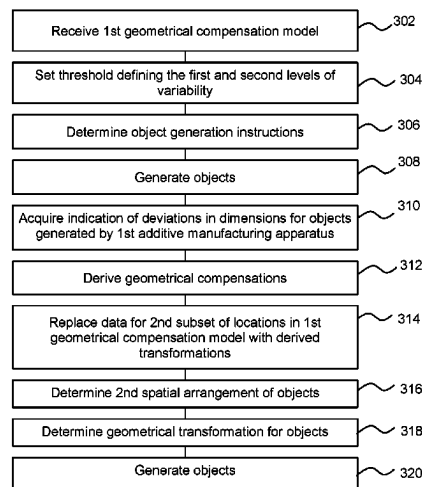 Receive 1st geometrical compensation model
302
Set threshold defining the first and second levels of
variability
304
Determine object generation instructions
306
Generate objects
308
Acquire indication of deviations in dimensions for objects
generated by 1st additive manufacturing apparatus
310
Derive geometrical compensations
312
Replace data for 2nd subset of locations in 1st
geometrical compensation model with derived
transformations
314
Determine 2nd spatial arrangement of objects
316
Determine geometrical transformation for objects
318
Generate objects
320